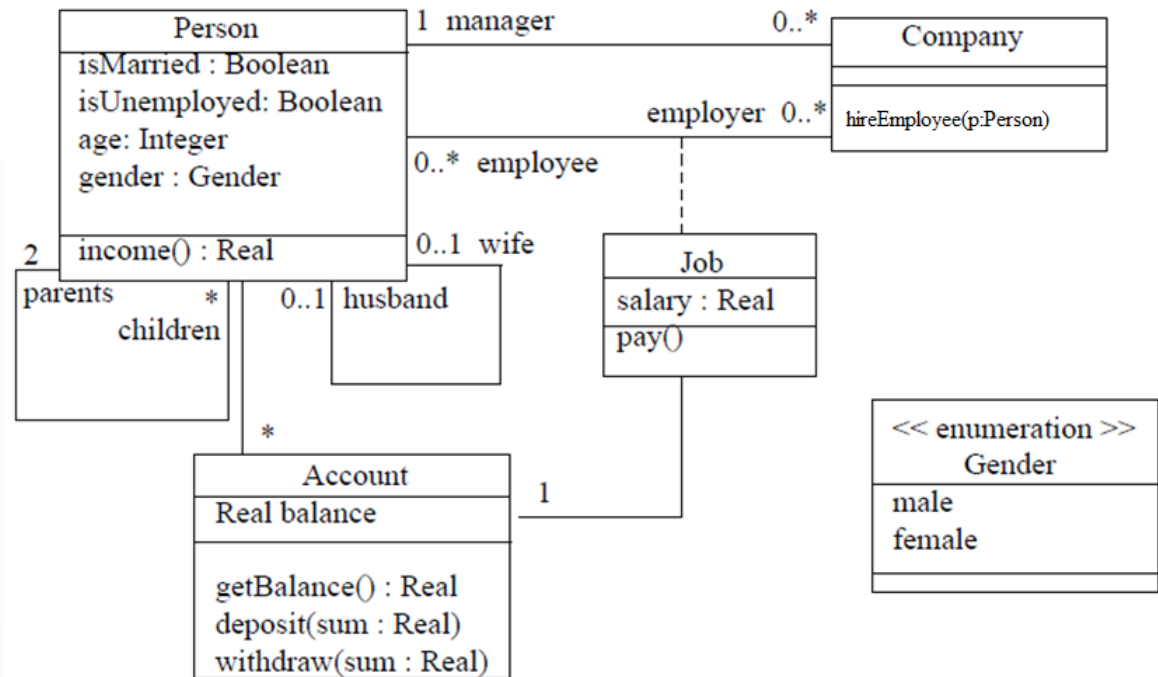 Person
isMarried : Boolean
isUnemployed: Boolean
age: Integer
gender : Gender
income() : Real
1 manager
0..*
Company
hireEmployee(p:Person)
employer 0..*
0..* employee
0..1 wife
0..1 husband
2
parents
*
children
Job
salary : Real
pay()
*
Account
Real balance
getBalance() : Real
deposit(sum : Real)
withdraw(sum : Real)
1
<< enumeration >>
Gender
male
female